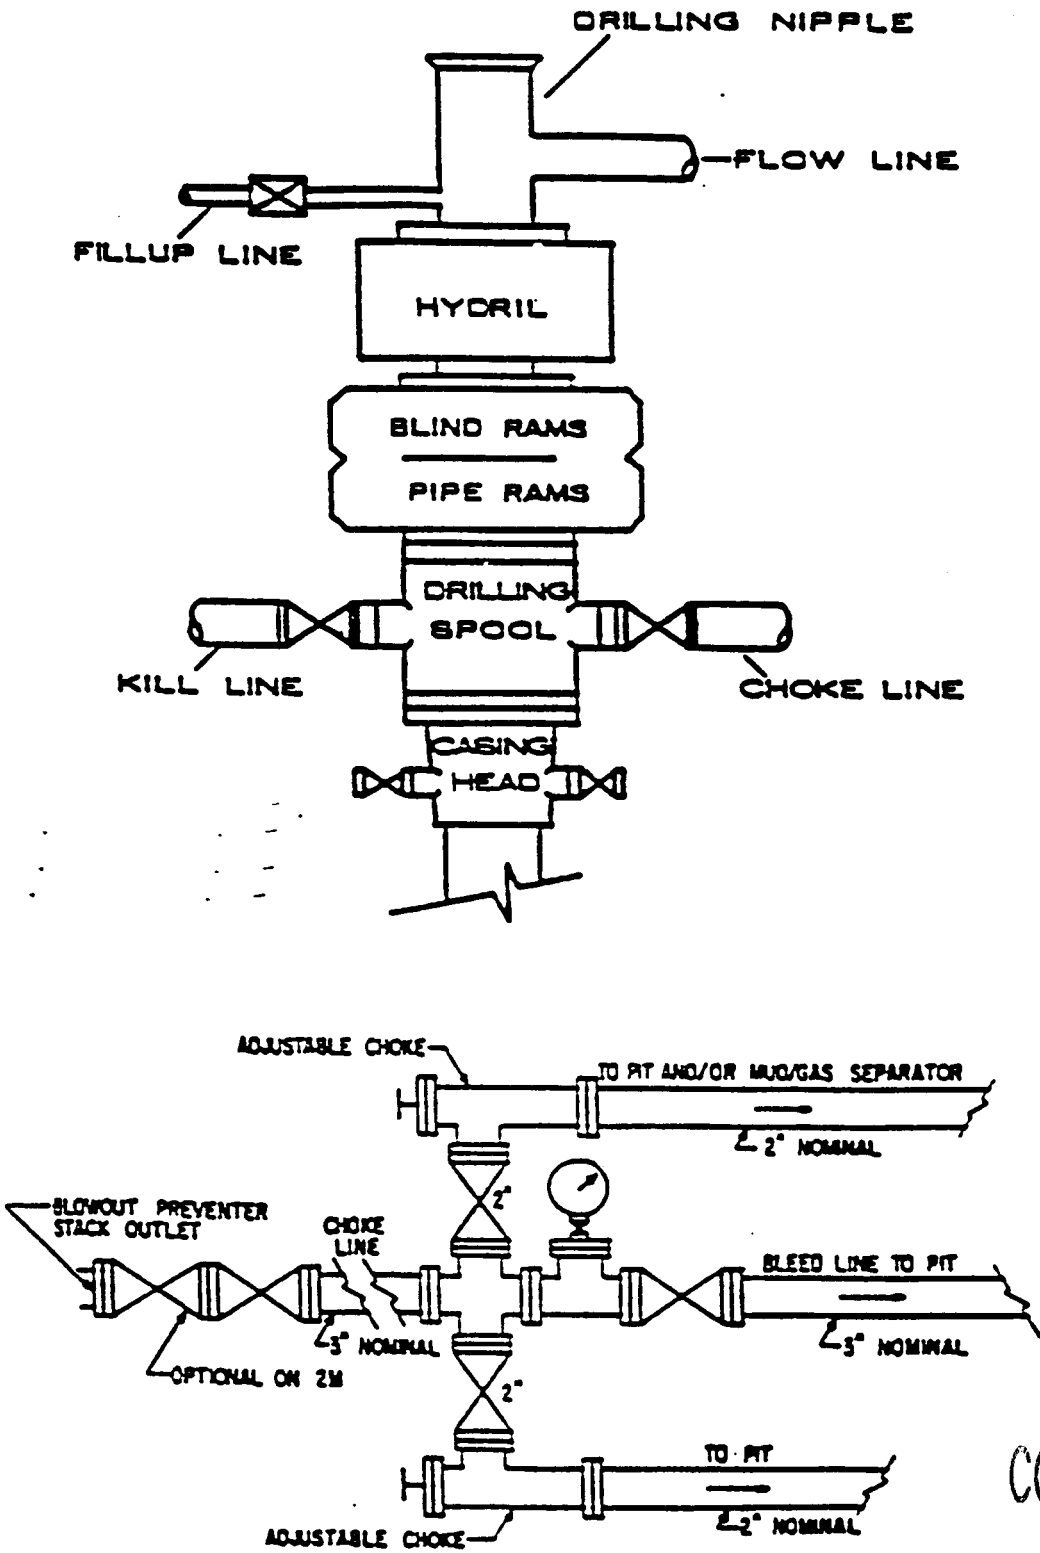 DRILLING NIPPLE
FLOW LINE
FILLUP LINE
HYDRIL
BLIND RAMS
PIPE RAMS
DRILLING
SPOOL
KILL LINE
CHOKE LINE
CASING
HEAD
ADJUSTABLE CHOKE
TO PIT AND/OR MUD/GAS SEPARATOR
2" NOMINAL
2"
BLOWOUT PREVENTER
STACK OUTLET
CHOKE
LINE
BLEED LINE TO PIT
3" NOMINAL
3" NOMINAL
OPTIONAL ON 2M
2"
TO PIT
2" NOMINAL
ADJUSTABLE CHOKE